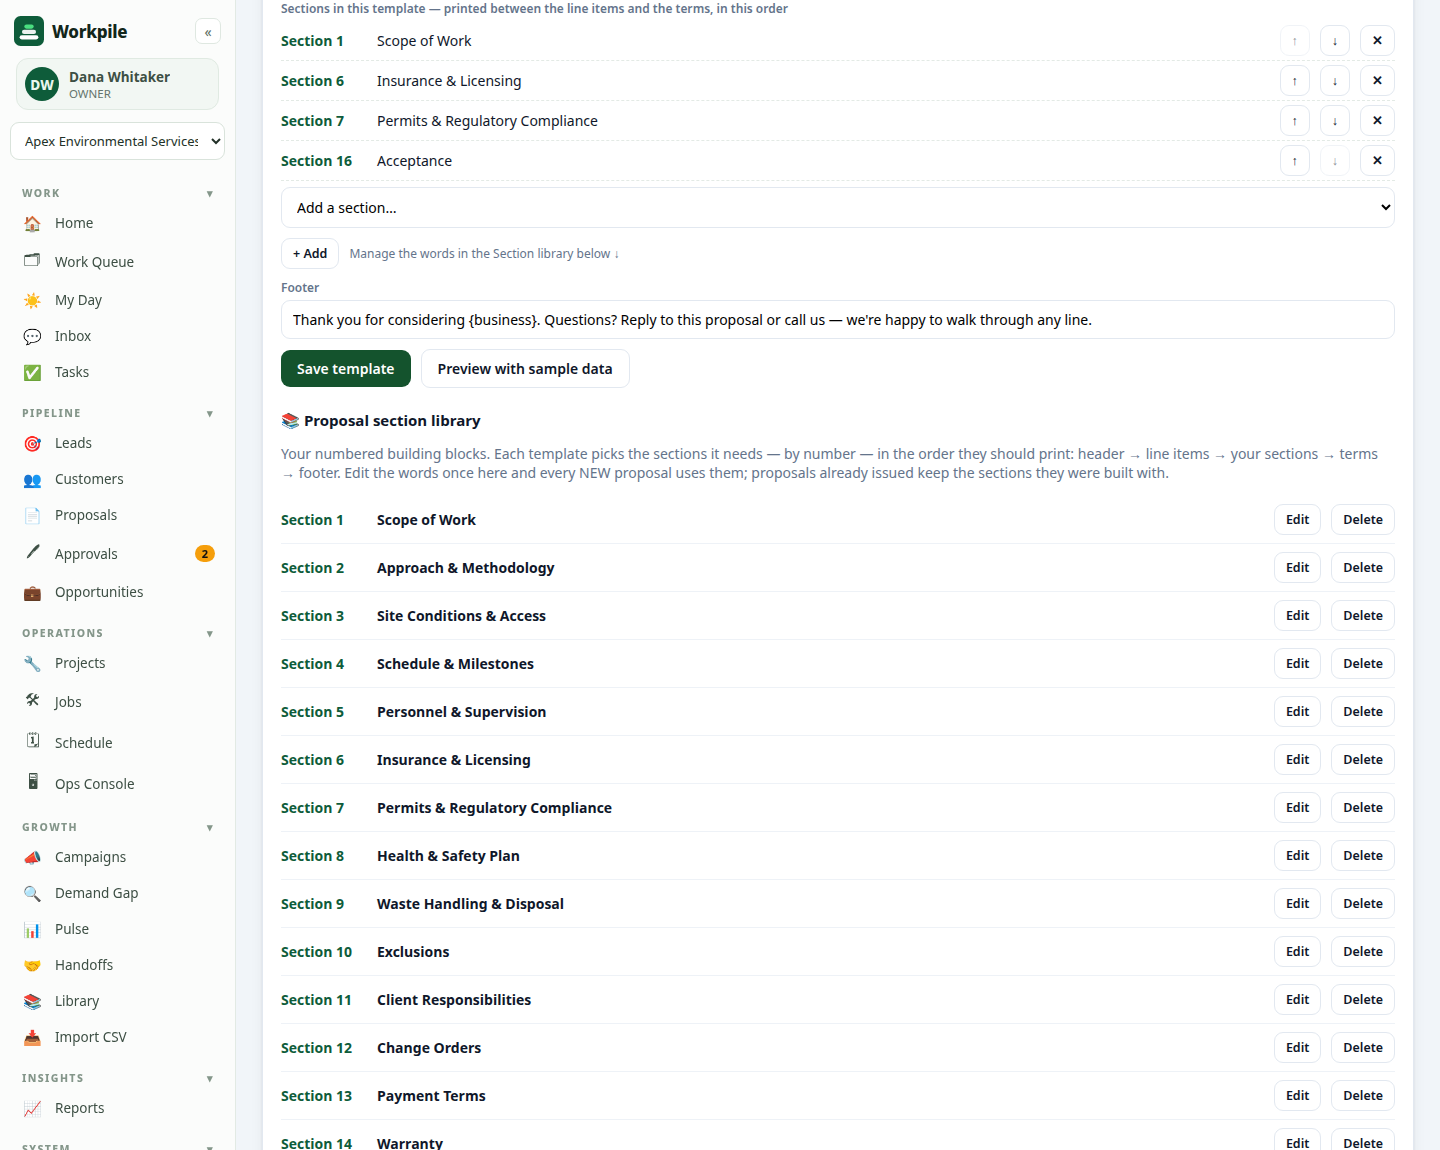 Workpile
«
DW
Dana Whitaker
OWNER
Apex Environmental Services
WORK
Home
Work Queue
My Day
Inbox
Tasks
PIPELINE
Leads
Customers
Proposals
Approvals
2
Opportunities
OPERATIONS
Projects
Jobs
Schedule
Ops Console
GROWTH
Campaigns
Demand Gap
Pulse
Handoffs
Library
Import CSV
INSIGHTS
Reports
SYSTEM
Sections in this template — printed between the line items and the terms, in this order
Section 1 Scope of Work ↑ ↓ ✕
Section 6 Insurance & Licensing ↑ ↓ ✕
Section 7 Permits & Regulatory Compliance ↑ ↓ ✕
Section 16 Acceptance ↑ ↓ ✕
Add a section...
+ Add Manage the words in the Section library below ↓
Footer
Thank you for considering {business}. Questions? Reply to this proposal or call us — we're happy to walk through any line.
Save template Preview with sample data
Proposal section library
Your numbered building blocks. Each template picks the sections it needs — by number — in the order they should print: header → line items → your sections → terms
→ footer. Edit the words once here and every NEW proposal uses them; proposals already issued keep the sections they were built with.
Section 1 Scope of Work Edit Delete
Section 2 Approach & Methodology Edit Delete
Section 3 Site Conditions & Access Edit Delete
Section 4 Schedule & Milestones Edit Delete
Section 5 Personnel & Supervision Edit Delete
Section 6 Insurance & Licensing Edit Delete
Section 7 Permits & Regulatory Compliance Edit Delete
Section 8 Health & Safety Plan Edit Delete
Section 9 Waste Handling & Disposal Edit Delete
Section 10 Exclusions Edit Delete
Section 11 Client Responsibilities Edit Delete
Section 12 Change Orders Edit Delete
Section 13 Payment Terms Edit Delete
Section 14 Warranty Edit Delete